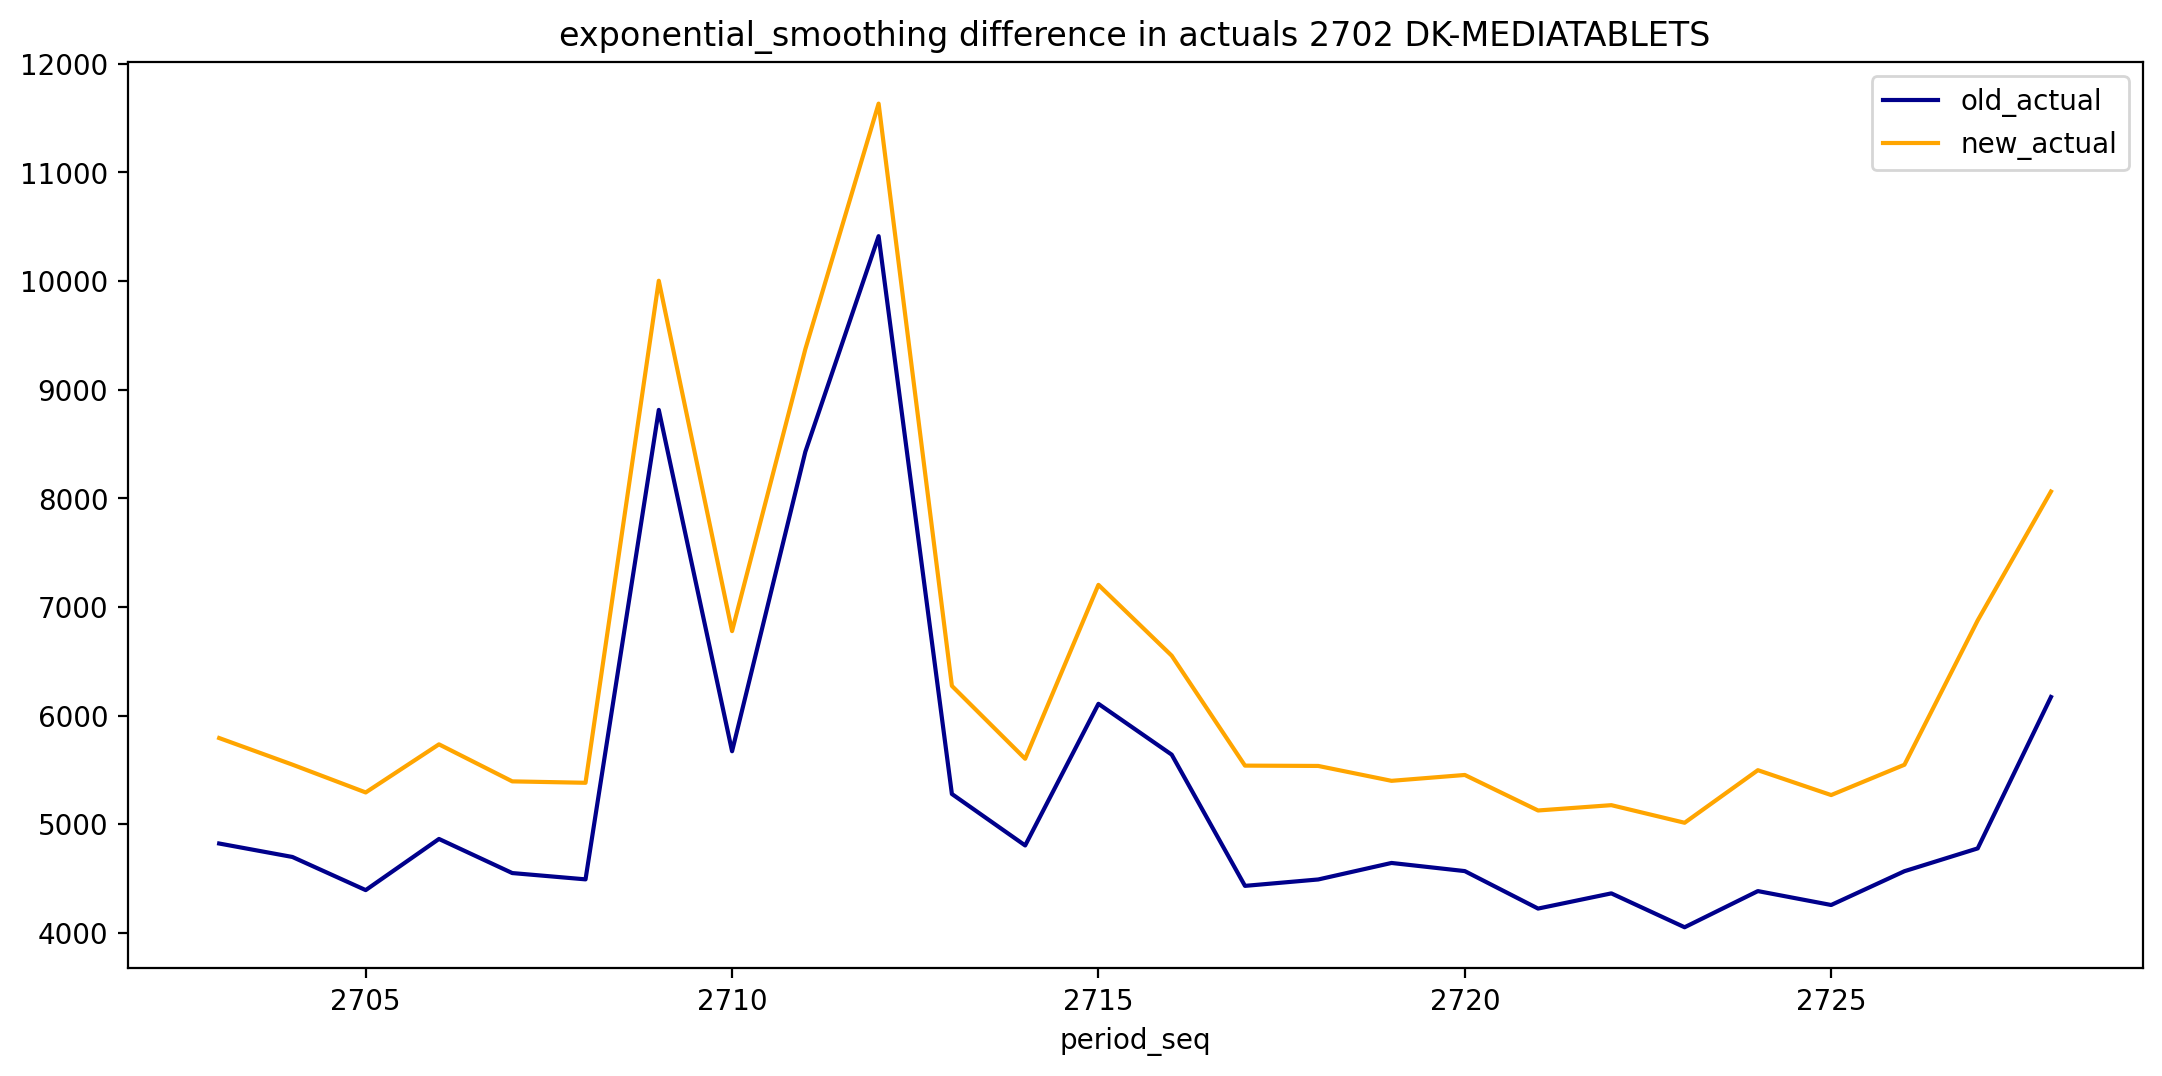 exponential_smoothing difference in actuals 2702 DK-MEDIATABLETS
12000
11000
10000
9000
8000
7000
6000
5000
4000
old_actual
new_actual
2705 2710 2715 2720 2725
period_seq